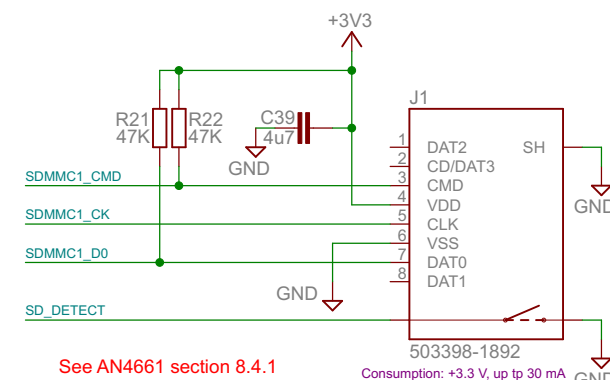 +3V3
J1
R21
47K
R22
47K
C39
4u7
GND
1 DAT2
2 CD/DAT3
3 CMD
4 VDD
5 CLK
6 VSS
7 DAT0
8 DAT1
SH
GND
SDMMC1_CMD
SDMMC1_CK
SDMMC1_D0
GND
SD_DETECT
503398-1892
See AN4661 section 8.4.1
Consumption: +3.3 V, up tp 30 mA
GND